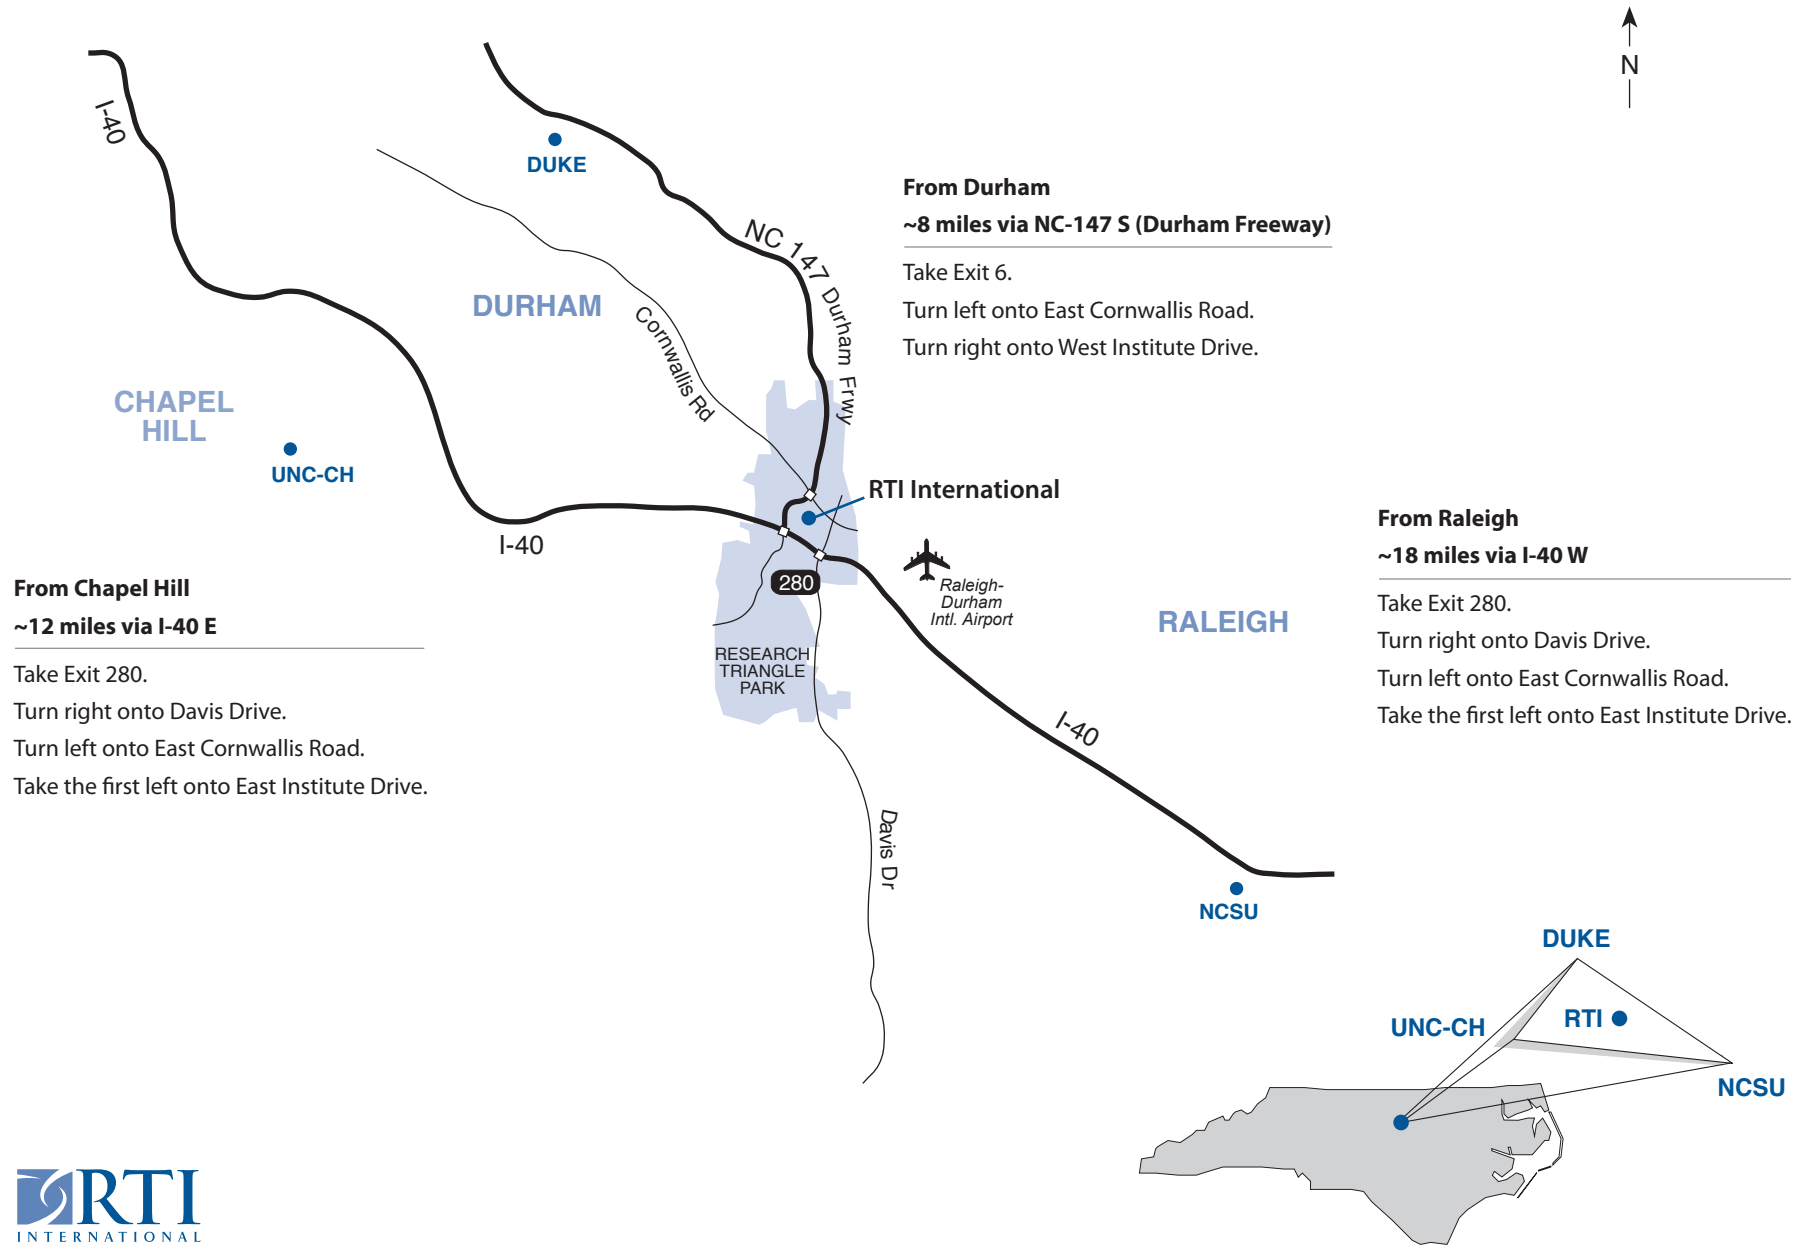 N
I-40
DUKE
NC 147 Durham Frwy
From Durham
~8 miles via NC-147 S (Durham Freeway)
Take Exit 6.
Turn left onto East Cornwallis Road.
Turn right onto West Institute Drive.
DURHAM
Cornwallis Rd
CHAPEL
HILL
UNC-CH
RTI International
I-40
280
Raleigh-
Durham
Intl. Airport
RALEIGH
From Raleigh
~18 miles via I-40 W
Take Exit 280.
Turn right onto Davis Drive.
Turn left onto East Cornwallis Road.
Take the first left onto East Institute Drive.
From Chapel Hill
~12 miles via I-40 E
Take Exit 280.
Turn right onto Davis Drive.
Turn left onto East Cornwallis Road.
Take the first left onto East Institute Drive.
RESEARCH
TRIANGLE
PARK
I-40
Davis Dr
NCSU
DUKE
UNC-CH
RTI
NCSU
RTI
INTERNATIONAL